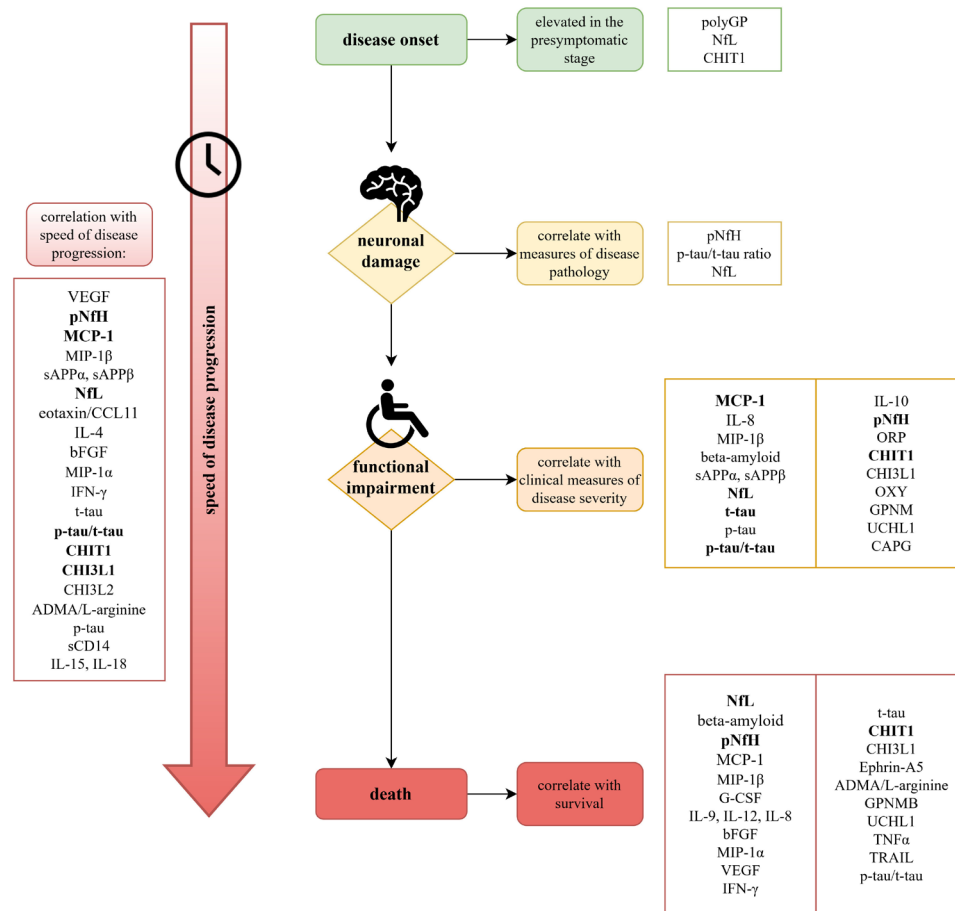 disease onset
elevated in the
presymptomatic
stage
polyGP
NfL
CHIT1
correlation with
speed of disease
progression:
VEGF
pNfH
MCP-1
MIP-1β
sAPPα, sAPPβ
NfL
eotaxin/CCL11
IL-4
bFGF
MIP-1α
IFN-γ
t-tau
p-tau/t-tau
CHIT1
CHI3L1
CHI3L2
ADMA/L-arginine
p-tau
sCD14
IL-15, IL-18
speed of disease progression
neuronal
damage
correlate with
measures of disease
pathology
pNfH
p-tau/t-tau ratio
NfL
functional
impairment
correlate with
clinical measures of
disease severity
MCP-1
IL-8
MIP-1β
beta-amyloid
sAPPα, sAPPβ
NfL
t-tau
p-tau
p-tau/t-tau
IL-10
pNfH
ORP
CHIT1
CHI3L1
OXY
GPNM
UCHL1
CAPG
death
correlate with
survival
NfL
beta-amyloid
pNfH
MCP-1
MIP-1β
G-CSF
IL-9, IL-12, IL-8
bFGF
MIP-1α
VEGF
IFN-γ
t-tau
CHIT1
CHI3L1
Ephrin-A5
ADMA/L-arginine
GPNMB
UCHL1
TNFα
TRAIL
p-tau/t-tau